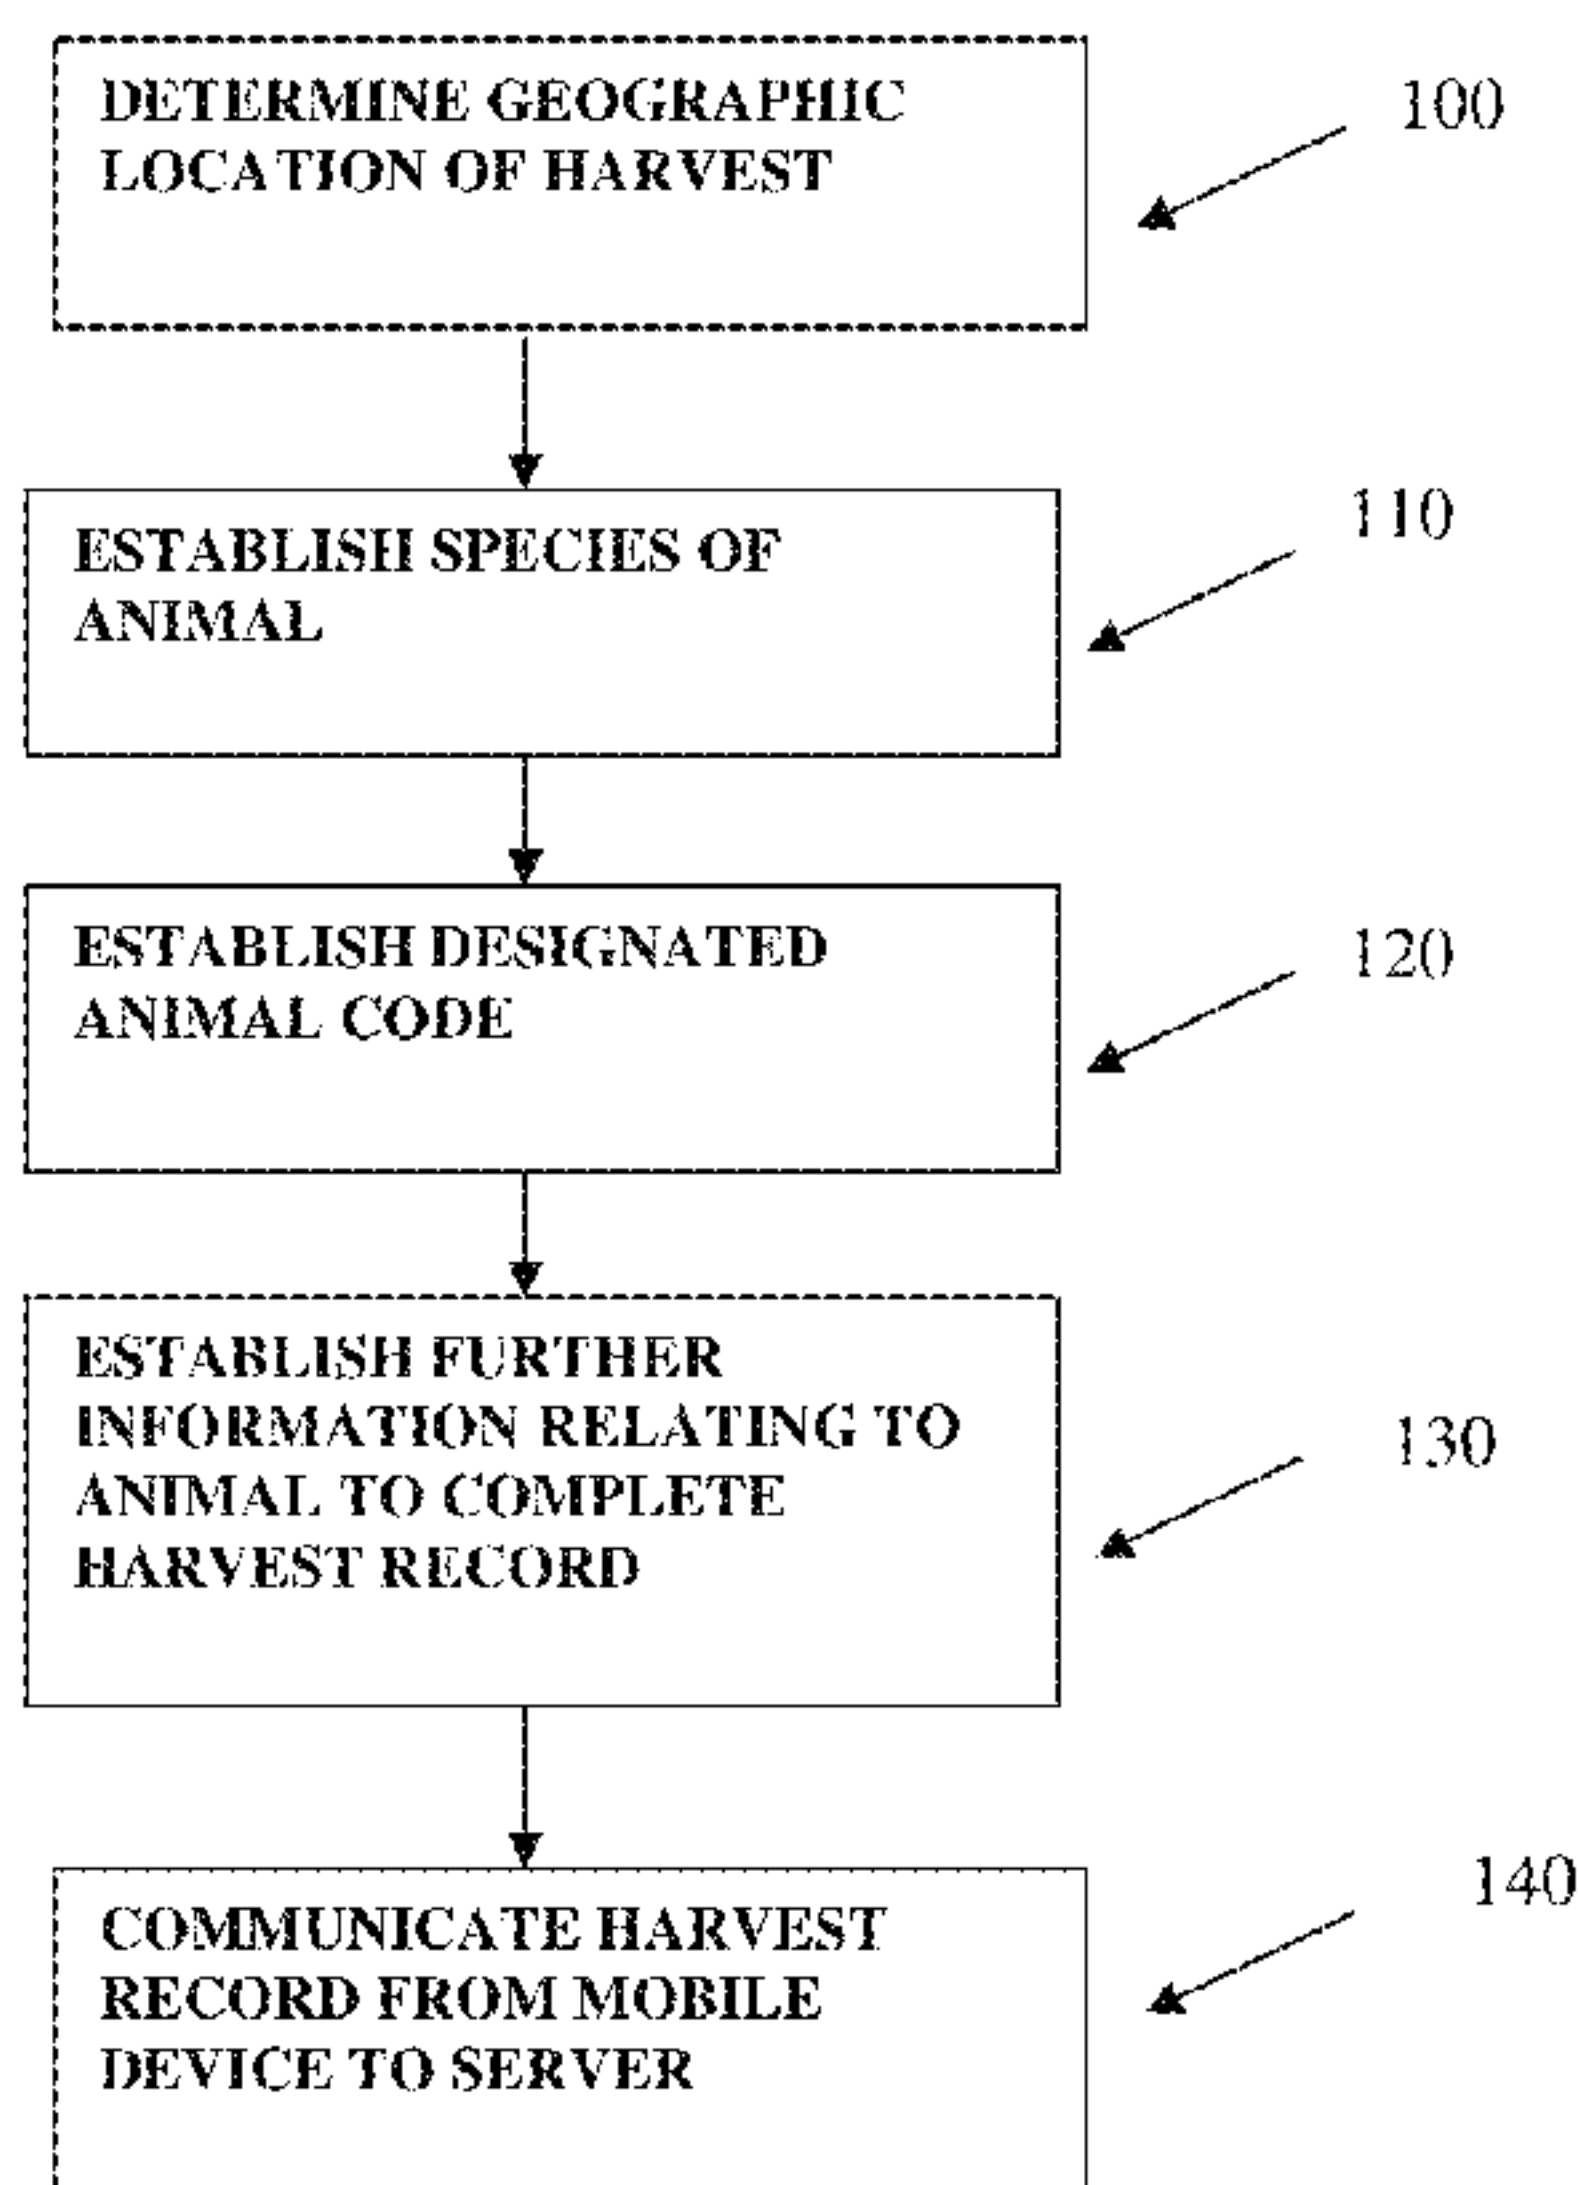 DETERMINE GEOGRAPHIC
LOCATION OF HARVEST
100
ESTABLISH SPECIES OF
ANIMAL
110
ESTABLISH DESIGNATED
ANIMAL CODE
120
ESTABLISH FURTHER
INFORMATION RELATING TO
ANIMAL TO COMPLETE
HARVEST RECORD
130
COMMUNICATE HARVEST
RECORD FROM MOBILE
DEVICE TO SERVER
140